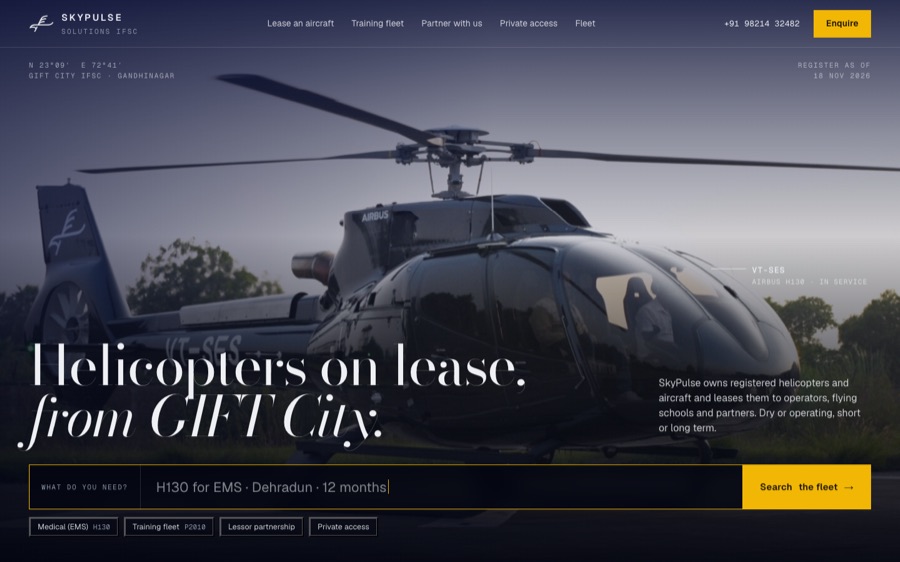 SKYPULSE
SOLUTIONS IFSC
Lease an aircraft
Training fleet
Partner with us
Private access
Fleet
+91 98214 32482
Enquire
N 23°09' E 72°41'
GIFT CITY IFSC · GANDHINAGAR
REGISTER AS OF
18 NOV 2026
AIRBUS
VT-SES
AIRBUS H130 · IN SERVICE
VT-SES
Helicopters on lease.
from GIFT City.
SkyPulse owns registered helicopters and
aircraft and leases them to operators, flying
schools and partners. Dry or operating, short
or long term.
WHAT DO YOU NEED?
H130 for EMS · Dehradun · 12 months
Search the fleet →
Medical (EMS) H130
Training fleet P2010
Lessor partnership
Private access